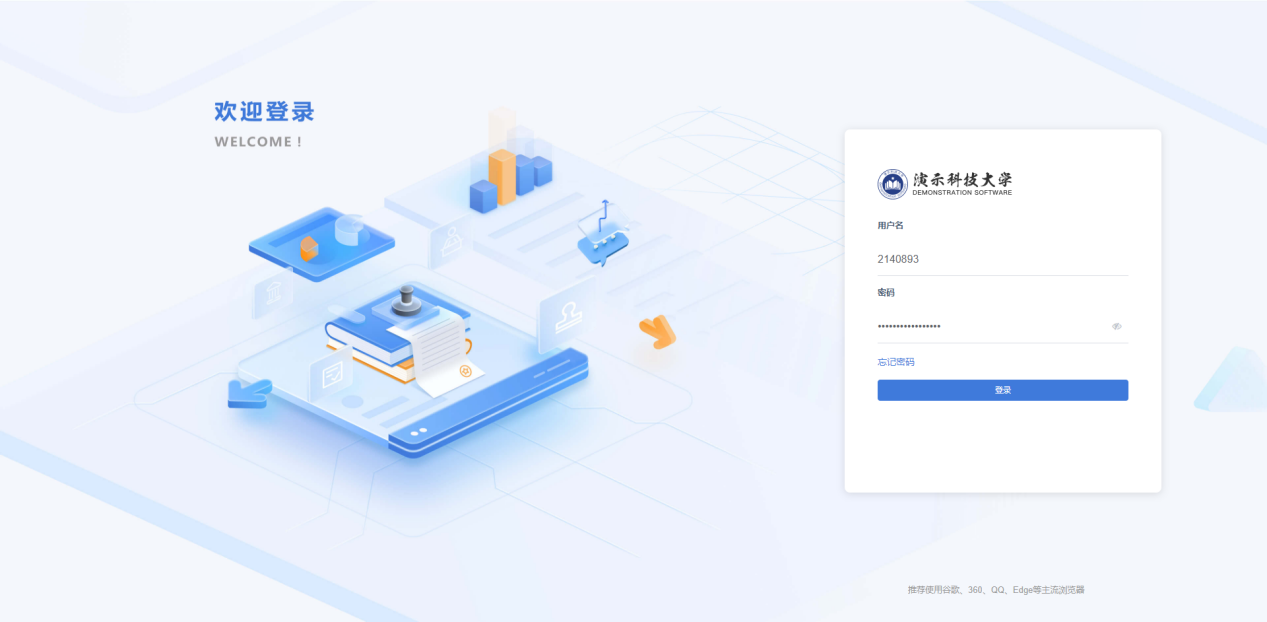 欢迎登录
WELCOME !
演示科技大学
DEMONSTRATION SOFTWARE
用户名
2140893
密码
•••••••••••••••••
忘记密码
登录
推荐使用谷歌、360、QQ、Edge等主流浏览器